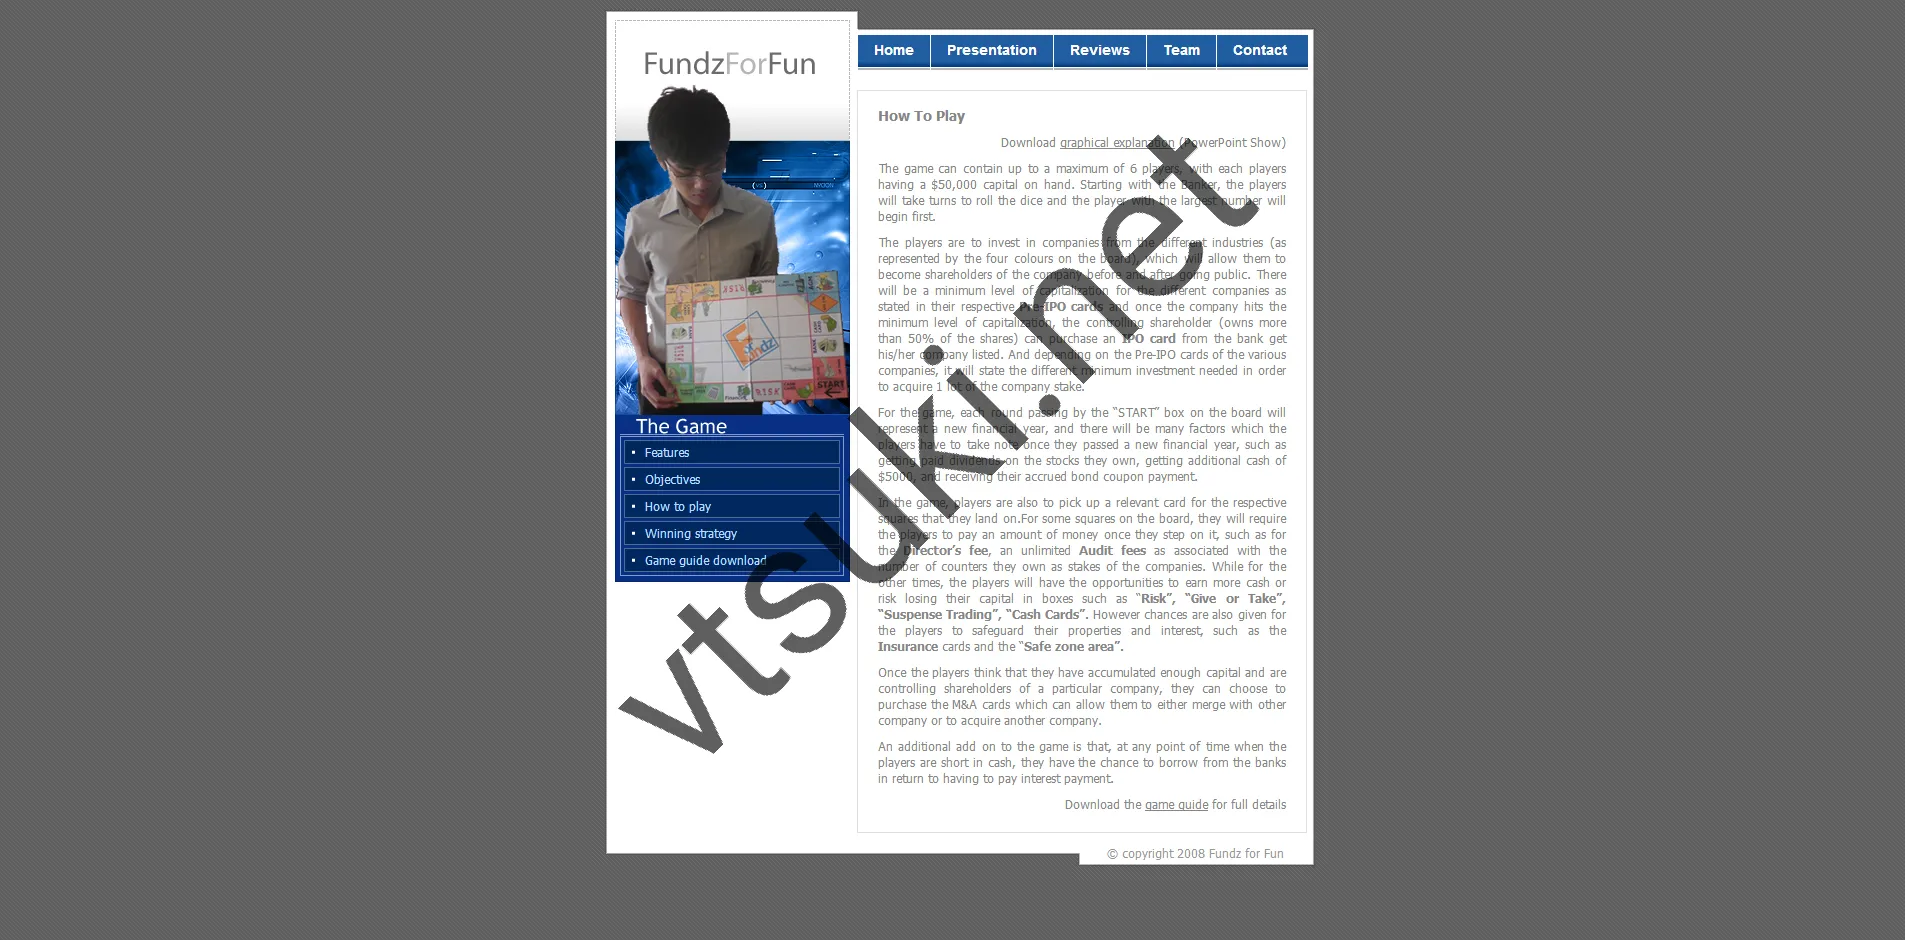 FundzForFun
Home
Presentation
Reviews
Team
Contact
How To Play
Download graphical explanation (PowerPoint Show)
The game can contain up to a maximum of 6 players, with each players
having a $50,000 capital on hand. Starting with the Banker, the players
will take turns to roll the dice and the player with the largest number will
begin first.
The players are to invest in companies from the different industries (as
represented by the four colours on the board), which will allow them to
become shareholders of the company before and after going public. There
will be a minimum level of capitalization for the different companies as
stated in their respective Pre-IPO cards and once the company hits the
minimum level of capitalization, the controlling shareholder (owns more
than 50% of the shares) can purchase an IPO card from the bank get
his/her company listed. And depending on the Pre-IPO cards of the various
companies, it will state the different minimum investment needed in order
to acquire 1 lot of the company stake.
For the game, each round passing by the “START” box on the board will
represent a new financial year, and there will be many factors which the
players have to take note once they passed a new financial year, such as
getting paid dividends on the stocks they own, getting additional cash of
$5000, and receiving their accrued bond coupon payment.
In the game, players are also to pick up a relevant card for the respective
squares that they land on.For some squares on the board, they will require
the players to pay an amount of money once they step on it, such as for
the Director’s fee, an unlimited Audit fees as associated with the
number of counters they own as stakes of the companies. While for the
other times, the players will have the opportunities to earn more cash or
risk losing their capital in boxes such as “Risk”, “Give or Take”,
“Suspense Trading”, “Cash Cards”. However chances are also given for
the players to safeguard their properties and interest, such as the
Insurance cards and the “Safe zone area”.
Once the players think that they have accumulated enough capital and are
controlling shareholders of a particular company, they can choose to
purchase the M&A cards which can allow them to either merge with other
company or to acquire another company.
An additional add on to the game is that, at any point of time when the
players are short in cash, they have the chance to borrow from the banks
in return to having to pay interest payment.
Download the game guide for full details
The Game
Features
Objectives
How to play
Winning strategy
Game guide download
RISK
START
RISK
Fundz
© copyright 2008 Fundz for Fun
vtsuki.net